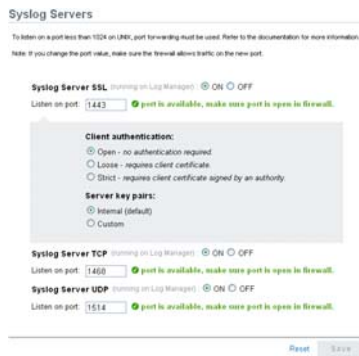 Syslog Servers
To listen on a port less than 1024 on UNIX, port forwarding must be used. Refer to the documentation for more information.
Note: If you change the port value, make sure the firewall allows traffic on the new port.
Syslog Server SSL (running on Log Manager) ON OFF
Listen on port: 1443 port is available, make sure port is open in firewall.
Client authentication:
Open - no authentication required.
Loose - requires client certificate.
Strict - requires client certificate signed by an authority.
Server key pairs:
Internal (default)
Custom
Syslog Server TCP (running on Log Manager) ON OFF
Listen on port: 1468 port is available, make sure port is open in firewall.
Syslog Server UDP (running on Log Manager) ON OFF
Listen on port: 1514 port is available, make sure port is open in firewall.
Reset Save